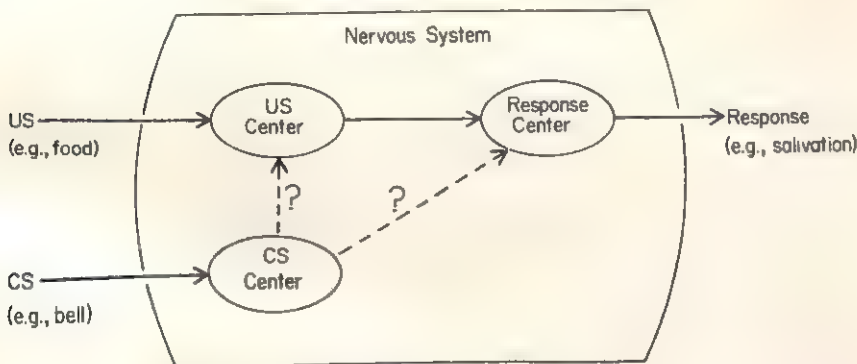 Nervous System
US
(e.g., food)
US
Center
Response
Center
Response
(e.g., salivation)
?
?
CS
(e.g., bell)
CS
Center